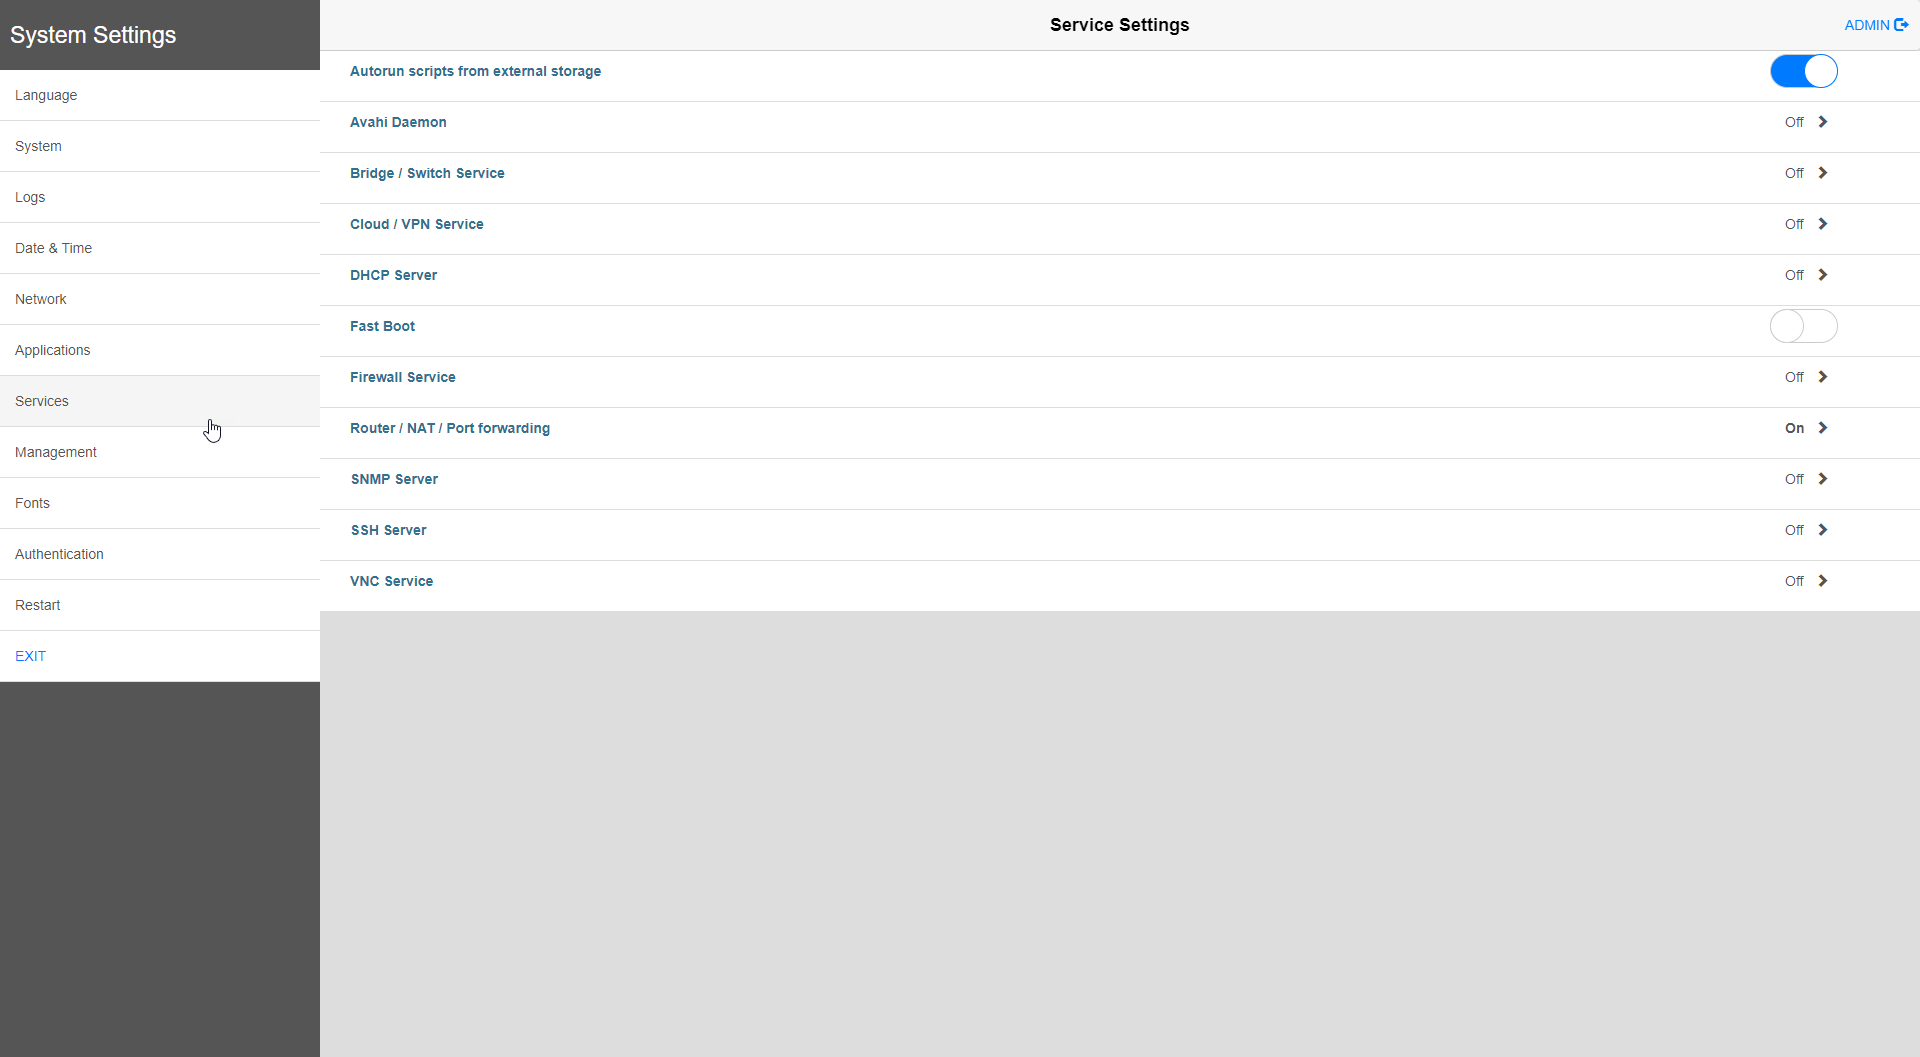 System Settings
Language
System
Logs
Date & Time
Network
Applications
Services
Management
Fonts
Authentication
Restart
EXIT
Service Settings
ADMIN
Autorun scripts from external storage
Avahi Daemon Off
Bridge / Switch Service Off
Cloud / VPN Service Off
DHCP Server Off
Fast Boot
Firewall Service Off
Router / NAT / Port forwarding On
SNMP Server Off
SSH Server Off
VNC Service Off